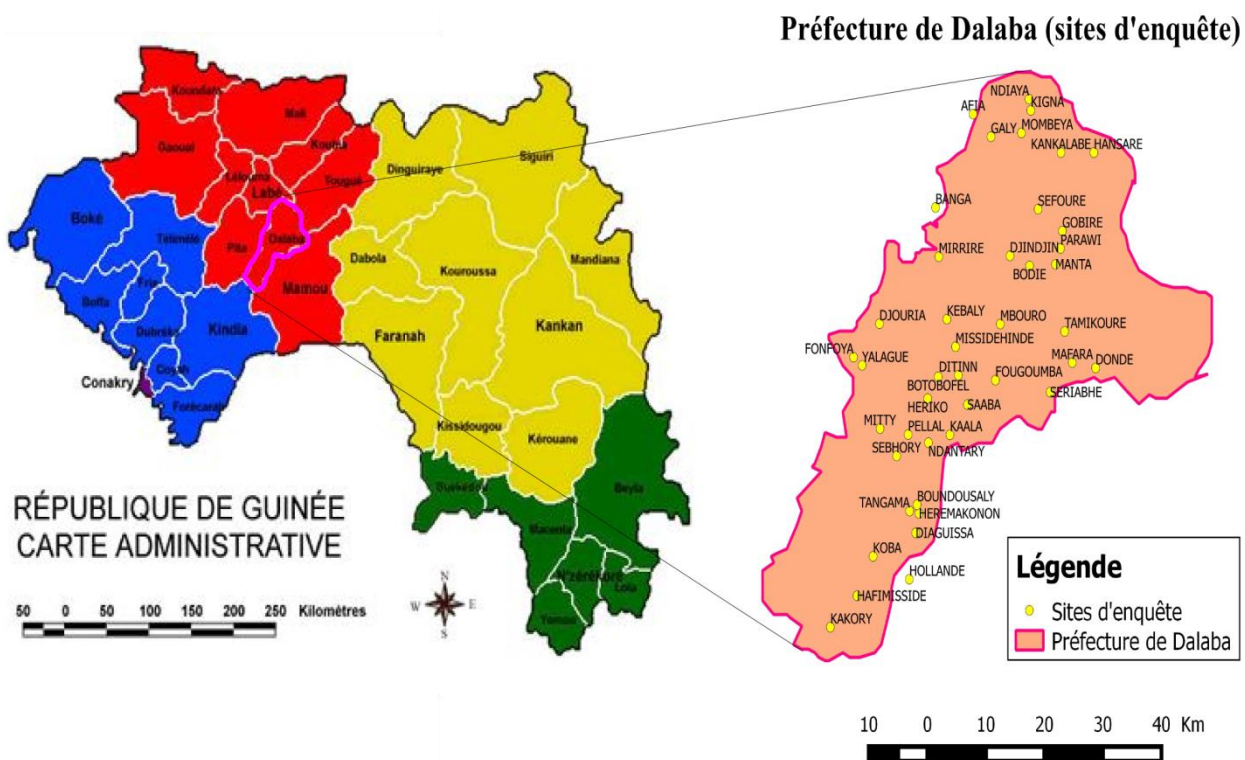 Préfecture de Dalaba (sites d'enquête)
Koundara
Mali
Gaoual
Koubia
Lélouma
Labé
Tougué
Dinguiraye
Siguiri
Boké
Télimélé
Pita
Dalaba
Mamou
Dabola
Kouroussa
Mandiana
Fria
Boffa
Dubréka
Kindia
Faranah
Kankan
Coyah
Conakry
Forécariah
Kissidougou
Kérouane
Guékédou
Beyla
Macenta
N'zérékoré
Lola
Yomou
RÉPUBLIQUE DE GUINÉE
CARTE ADMINISTRATIVE
50 0 50 100 150 200 250 Kilomètres
N
W E
S
NDIAYA
AFIA
KIGNA
GALY
MOMBEYA
KANKALABE
HANSARE
BANGA
SEFOURE
GOBIRE
PARAWI
MIRRIRE
DJINDJIN
BODIE
MANTA
DJOURIA
KEBALY
MBOURO
TAMIKOURE
MISSIDEHINDE
FONFOYA
YALAGUE
DITINN
MAFARA
DONDE
BOTOBOFEL
FOUGOUMBA
SERIABHE
HERIKO
SAABA
MITTY
PELLAL
KAALA
SEBHORY
NDANTARY
TANGAMA
BOUNDOUSALY
HEREMAKONON
DIAGUISSA
KOBA
HOLLANDE
HAFIMISSIDE
KAKORY
Légende
Sites d'enquête
Préfecture de Dalaba
10 0 10 20 30 40 Km